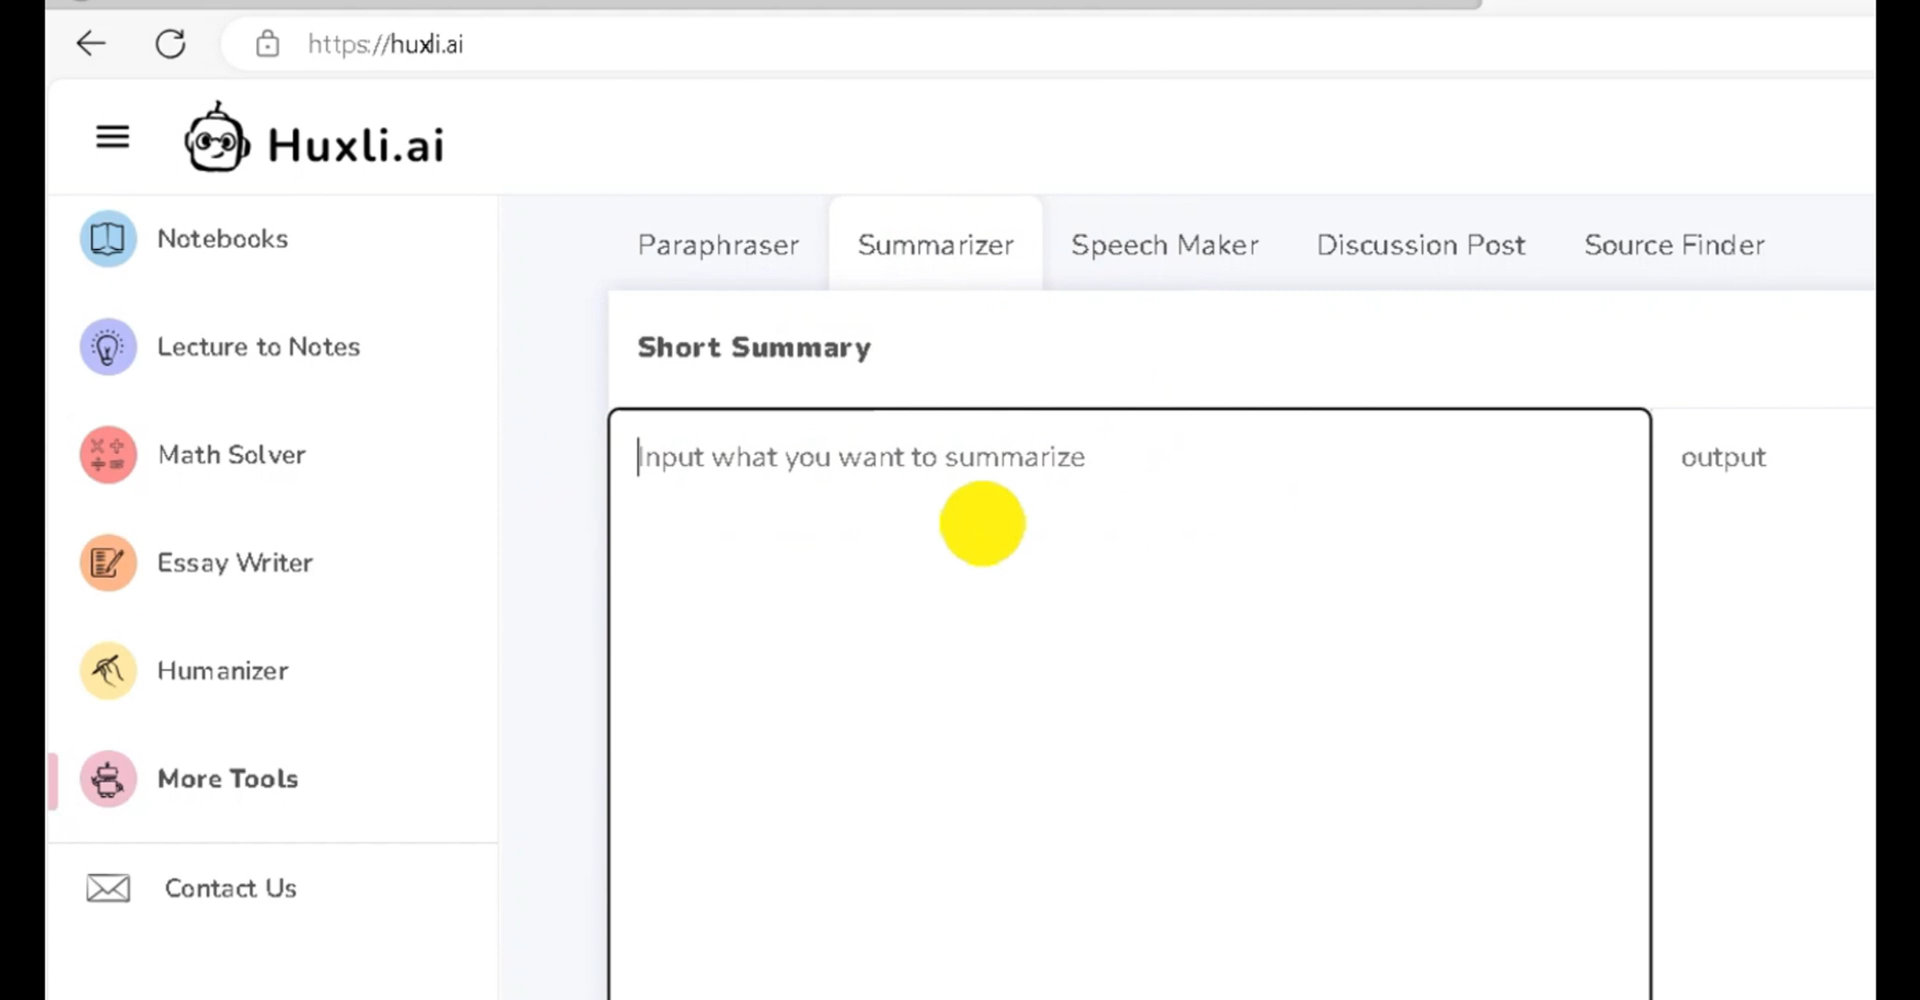 https://huxli.ai
Huxli.ai
Notebooks
Lecture to Notes
Math Solver
Essay Writer
Humanizer
More Tools
Contact Us
Paraphraser Summarizer Speech Maker Discussion Post Source Finder
Short Summary
Input what you want to summarize
output